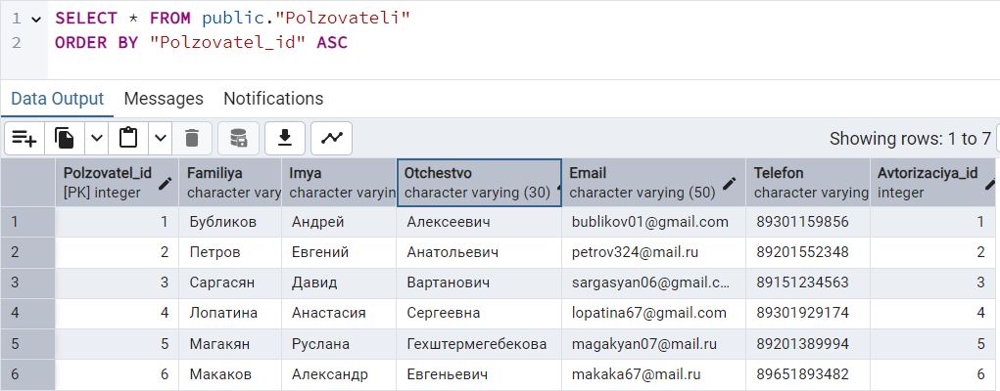 1 SELECT * FROM public."Polzovateli"
2 ORDER BY "Polzovatel_id" ASC
Data Output Messages Notifications
Showing rows: 1 to 7
Polzovatel_id Familiya Imya Otchestvo Email Telefon Avtorizaciya_id
[PK] integer character vary character varyin character varying (30) character varying (50) character varying integer
1 1 Бубликов Андрей Алексеевич bublikov01@gmail.com 89301159856 1
2 2 Петров Евгений Анатольевич petrov324@mail.ru 89201552348 2
3 3 Саргасян Давид Вартанович sargasyan06@gmail.c... 89151234563 3
4 4 Лопатина Анастасия Сергеевна lopatina67@gmail.com 89301929174 4
5 5 Магакян Руслана Гехштермегебекова magakyan07@mail.ru 89201389994 5
6 6 Макаков Александр Евгеньевич makaka67@mail.ru 89651893482 6